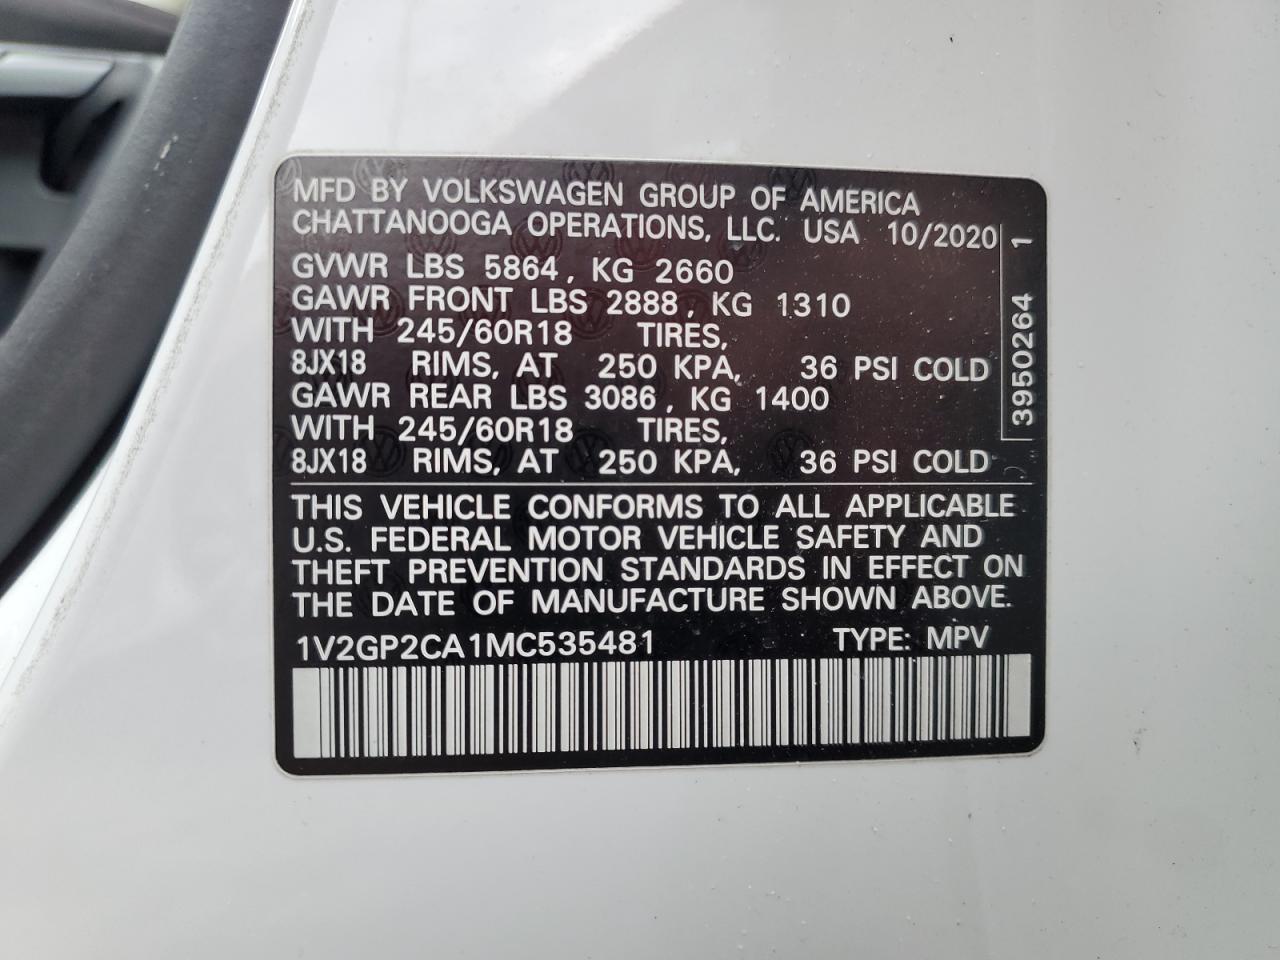 MFD BY VOLKSWAGEN GROUP OF AMERICA
CHATTANOOGA OPERATIONS, LLC. USA 10/2020
GVWR LBS 5864, KG 2660
GAWR FRONT LBS 2888, KG 1310
WITH 245/60R18 TIRES,
8JX18 RIMS, AT 250 KPA, 36 PSI COLD
GAWR REAR LBS 3086, KG 1400
WITH 245/60R18 TIRES,
8JX18 RIMS, AT 250 KPA, 36 PSI COLD
3950264 1
THIS VEHICLE CONFORMS TO ALL APPLICABLE
U.S. FEDERAL MOTOR VEHICLE SAFETY AND
THEFT PREVENTION STANDARDS IN EFFECT ON
THE DATE OF MANUFACTURE SHOWN ABOVE.
1V2GP2CA1MC535481 TYPE: MPV